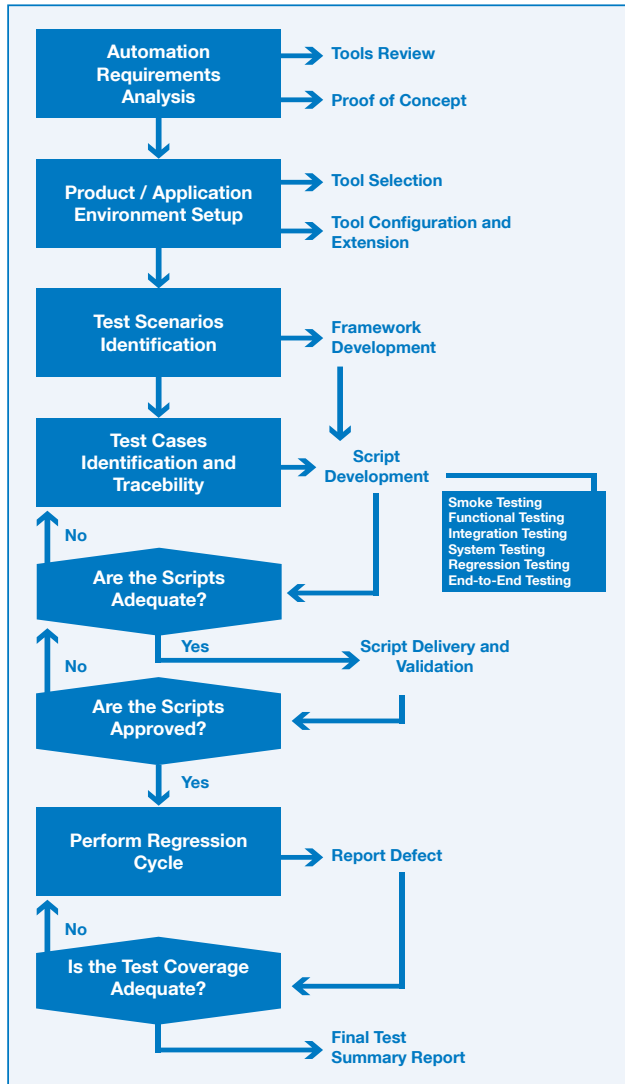 Automation
Requirements
Analysis
Tools Review
Proof of Concept
Product / Application
Environment Setup
Tool Selection
Tool Configuration and
Extension
Test Scenarios
Identification
Framework
Development
Test Cases
Identification and
Tracebility
Script
Development
Smoke Testing
Functional Testing
Integration Testing
System Testing
Regression Testing
End-to-End Testing
No
Are the Scripts
Adequate?
Yes
Script Delivery and
Validation
No
Are the Scripts
Approved?
Yes
Perform Regression
Cycle
Report Defect
No
Is the Test Coverage
Adequate?
Final Test
Summary Report